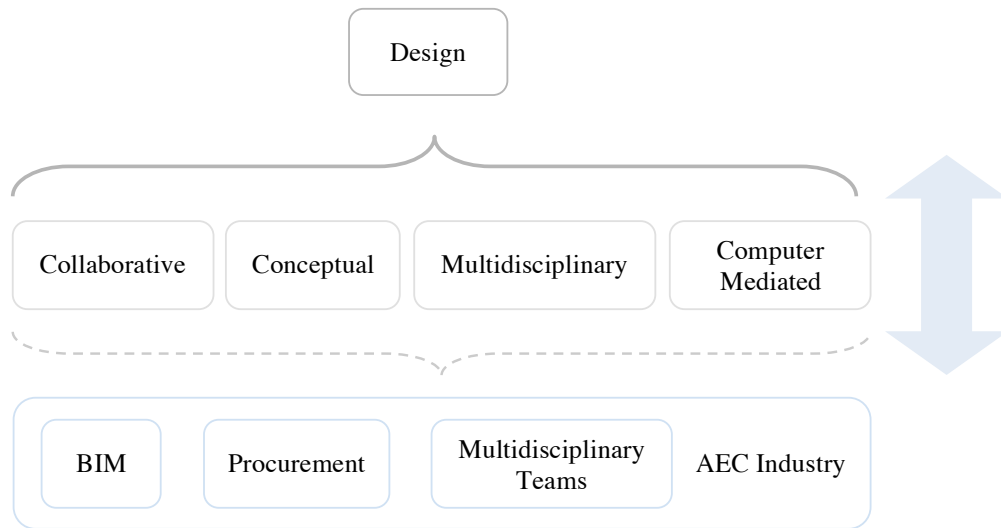 Design
Collaborative
Conceptual
Multidisciplinary
Computer
Mediated
BIM
Procurement
Multidisciplinary
Teams
AEC Industry